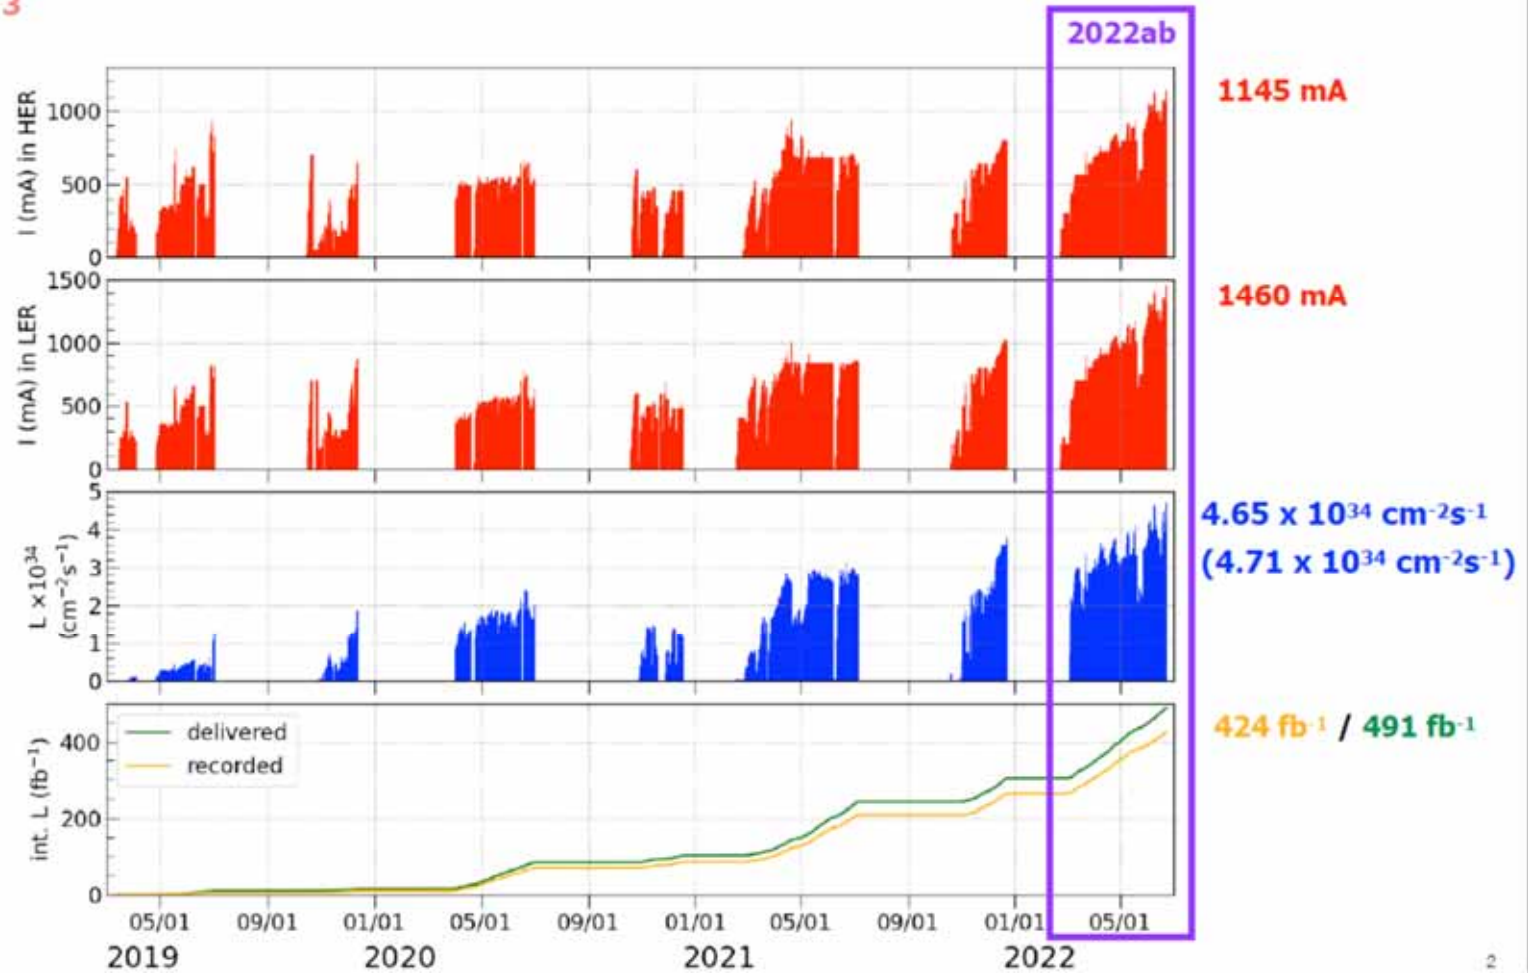 3
2022ab
I (mA) in HER
1000
500
0
1145 mA
I (mA) in LER
1500
1000
500
0
1460 mA
L ×10³⁴
(cm⁻²s⁻¹)
5
4
3
2
1
0
4.65 x 10³⁴ cm⁻²s⁻¹
(4.71 x 10³⁴ cm⁻²s⁻¹)
int. L (fb⁻¹)
400
200
0
delivered
recorded
424 fb⁻¹ / 491 fb⁻¹
05/01 09/01 01/01 05/01 09/01 01/01 05/01 09/01 01/01 05/01
2019 2020 2021 2022
2